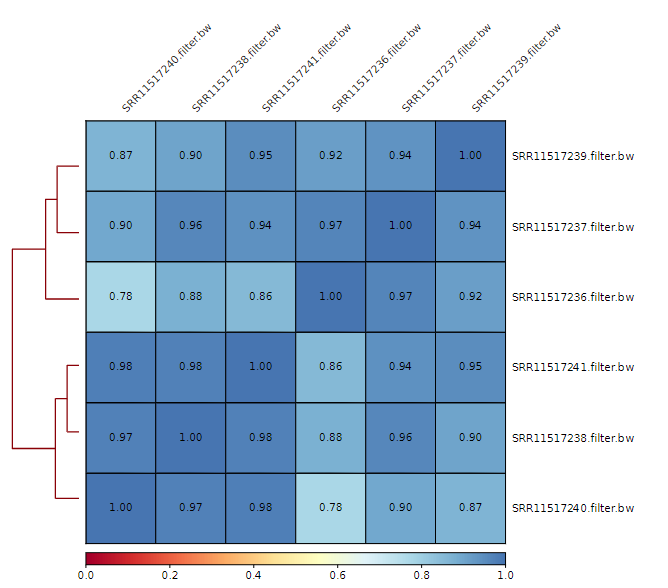 SRR11517240.filter.bw SRR11517238.filter.bw SRR11517241.filter.bw SRR11517236.filter.bw SRR11517237.filter.bw SRR11517239.filter.bw
0.87 0.90 0.95 0.92 0.94 1.00 SRR11517239.filter.bw
0.90 0.96 0.94 0.97 1.00 0.94 SRR11517237.filter.bw
0.78 0.88 0.86 1.00 0.97 0.92 SRR11517236.filter.bw
0.98 0.98 1.00 0.86 0.94 0.95 SRR11517241.filter.bw
0.97 1.00 0.98 0.88 0.96 0.90 SRR11517238.filter.bw
1.00 0.97 0.98 0.78 0.90 0.87 SRR11517240.filter.bw
0.0 0.2 0.4 0.6 0.8 1.0